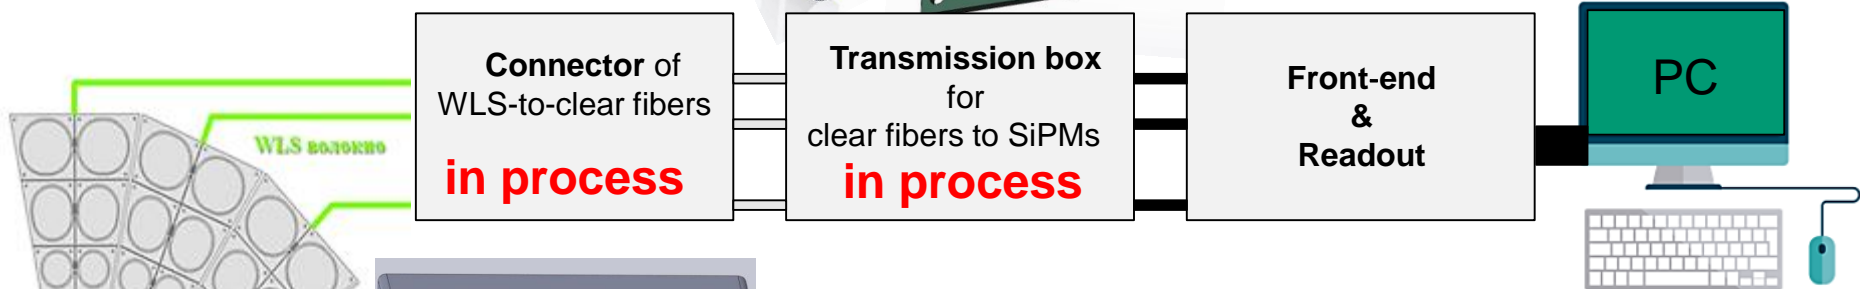 WLS волокно
Connector of
WLS-to-clear fibers
in process
Transmission box
for
clear fibers to SiPMs
in process
Front-end
&
Readout
PC